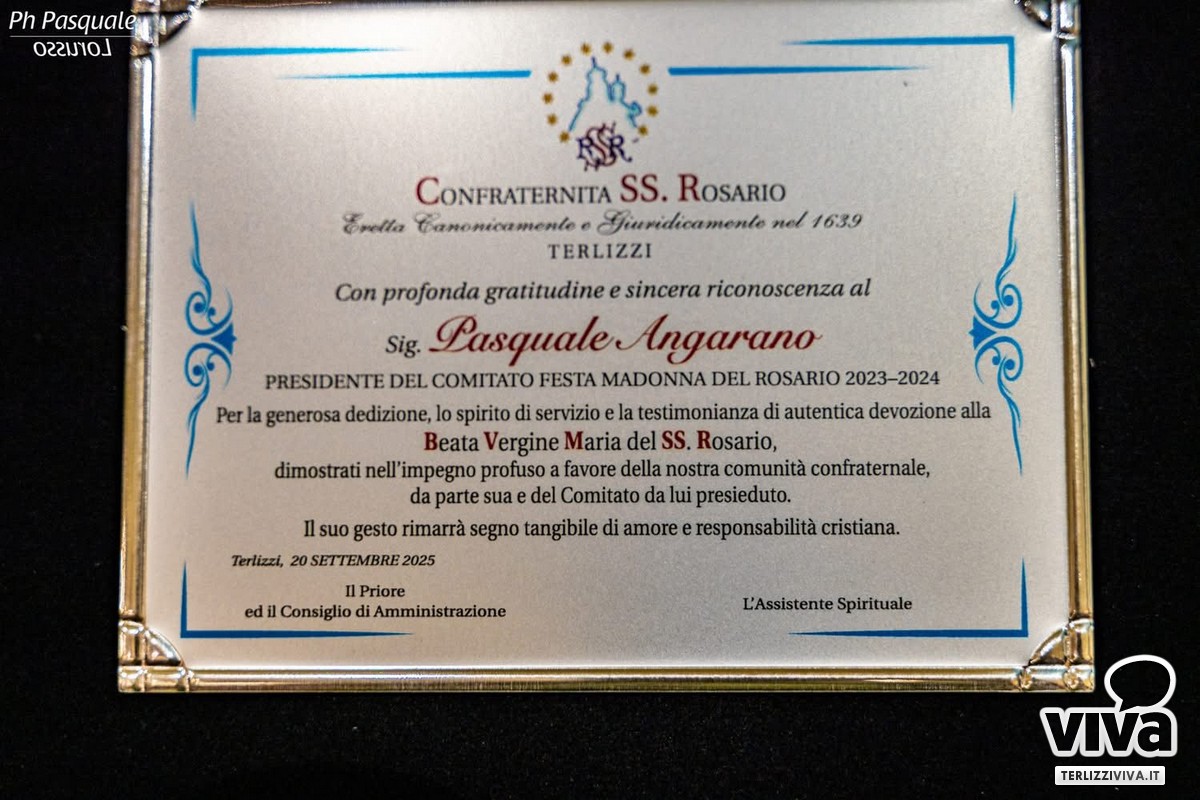 Ph Pasquale
Lorusso
RSSR
CONFRATERNITA SS. ROSARIO
Eretta Canonicamente e Giuridicamente nel 1639
TERLIZZI
Con profonda gratitudine e sincera riconoscenza al
Sig. Pasquale Angarano
PRESIDENTE DEL COMITATO FESTA MADONNA DEL ROSARIO 2023–2024
Per la generosa dedizione, lo spirito di servizio e la testimonianza di autentica devozione alla
Beata Vergine Maria del SS. Rosario,
dimostrati nell'impegno profuso a favore della nostra comunità confraternale,
da parte sua e del Comitato da lui presieduto.
Il suo gesto rimarrà segno tangibile di amore e responsabilità cristiana.
Terlizzi, 20 SETTEMBRE 2025
Il Priore
ed il Consiglio di Amministrazione
L'Assistente Spirituale
VIVA
TERLIZZIVIVA.IT